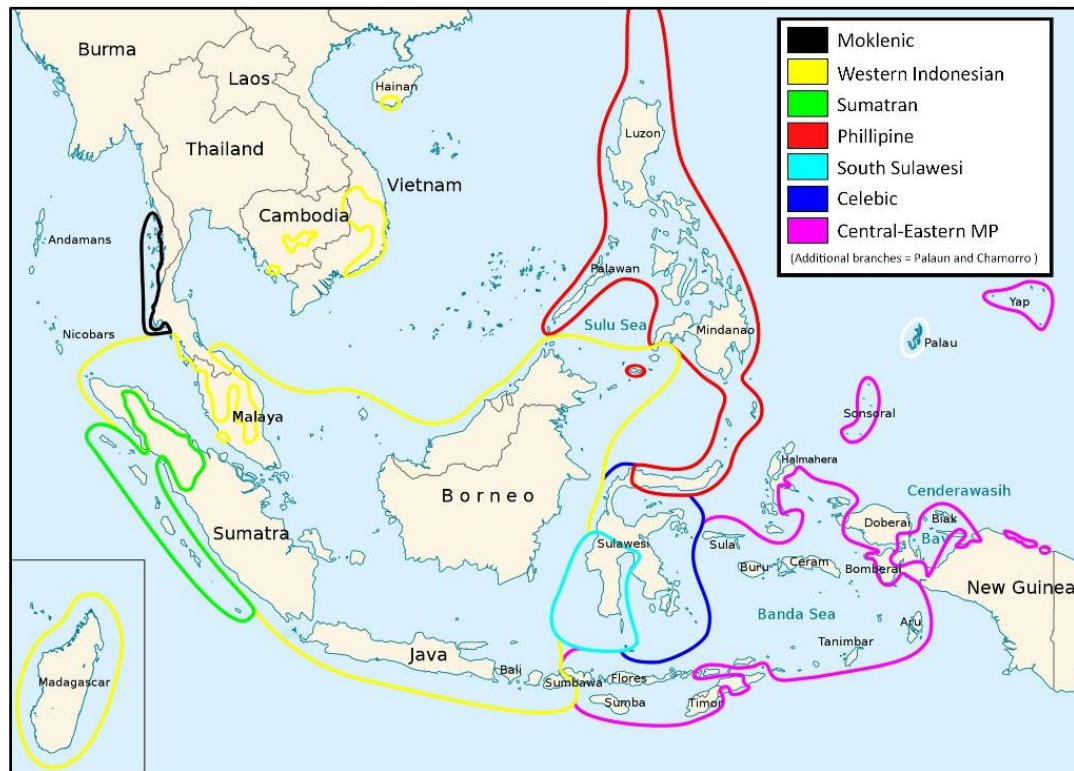 Moklenic
Western Indonesian
Sumatran
Phillipine
South Sulawesi
Celebic
Central-Eastern MP
(Additional branches = Palaun and Chamorro )
Burma
Laos
Hainan
Thailand
Vietnam
Luzon
Cambodia
Andamans
Palawan
Nicobars
Sulu Sea
Mindanao
Yap
Palau
Malaya
Sonsoral
Halmahera
Borneo
Cenderawasih
Bay
Doberai
Biak
Sumatra
Sulawesi
Sula
Buru
Ceram
Bomberai
New Guinea
Banda Sea
Aru
Tanimbar
Java
Bali
Sumbawa
Flores
Sumba
Timor
Madagascar